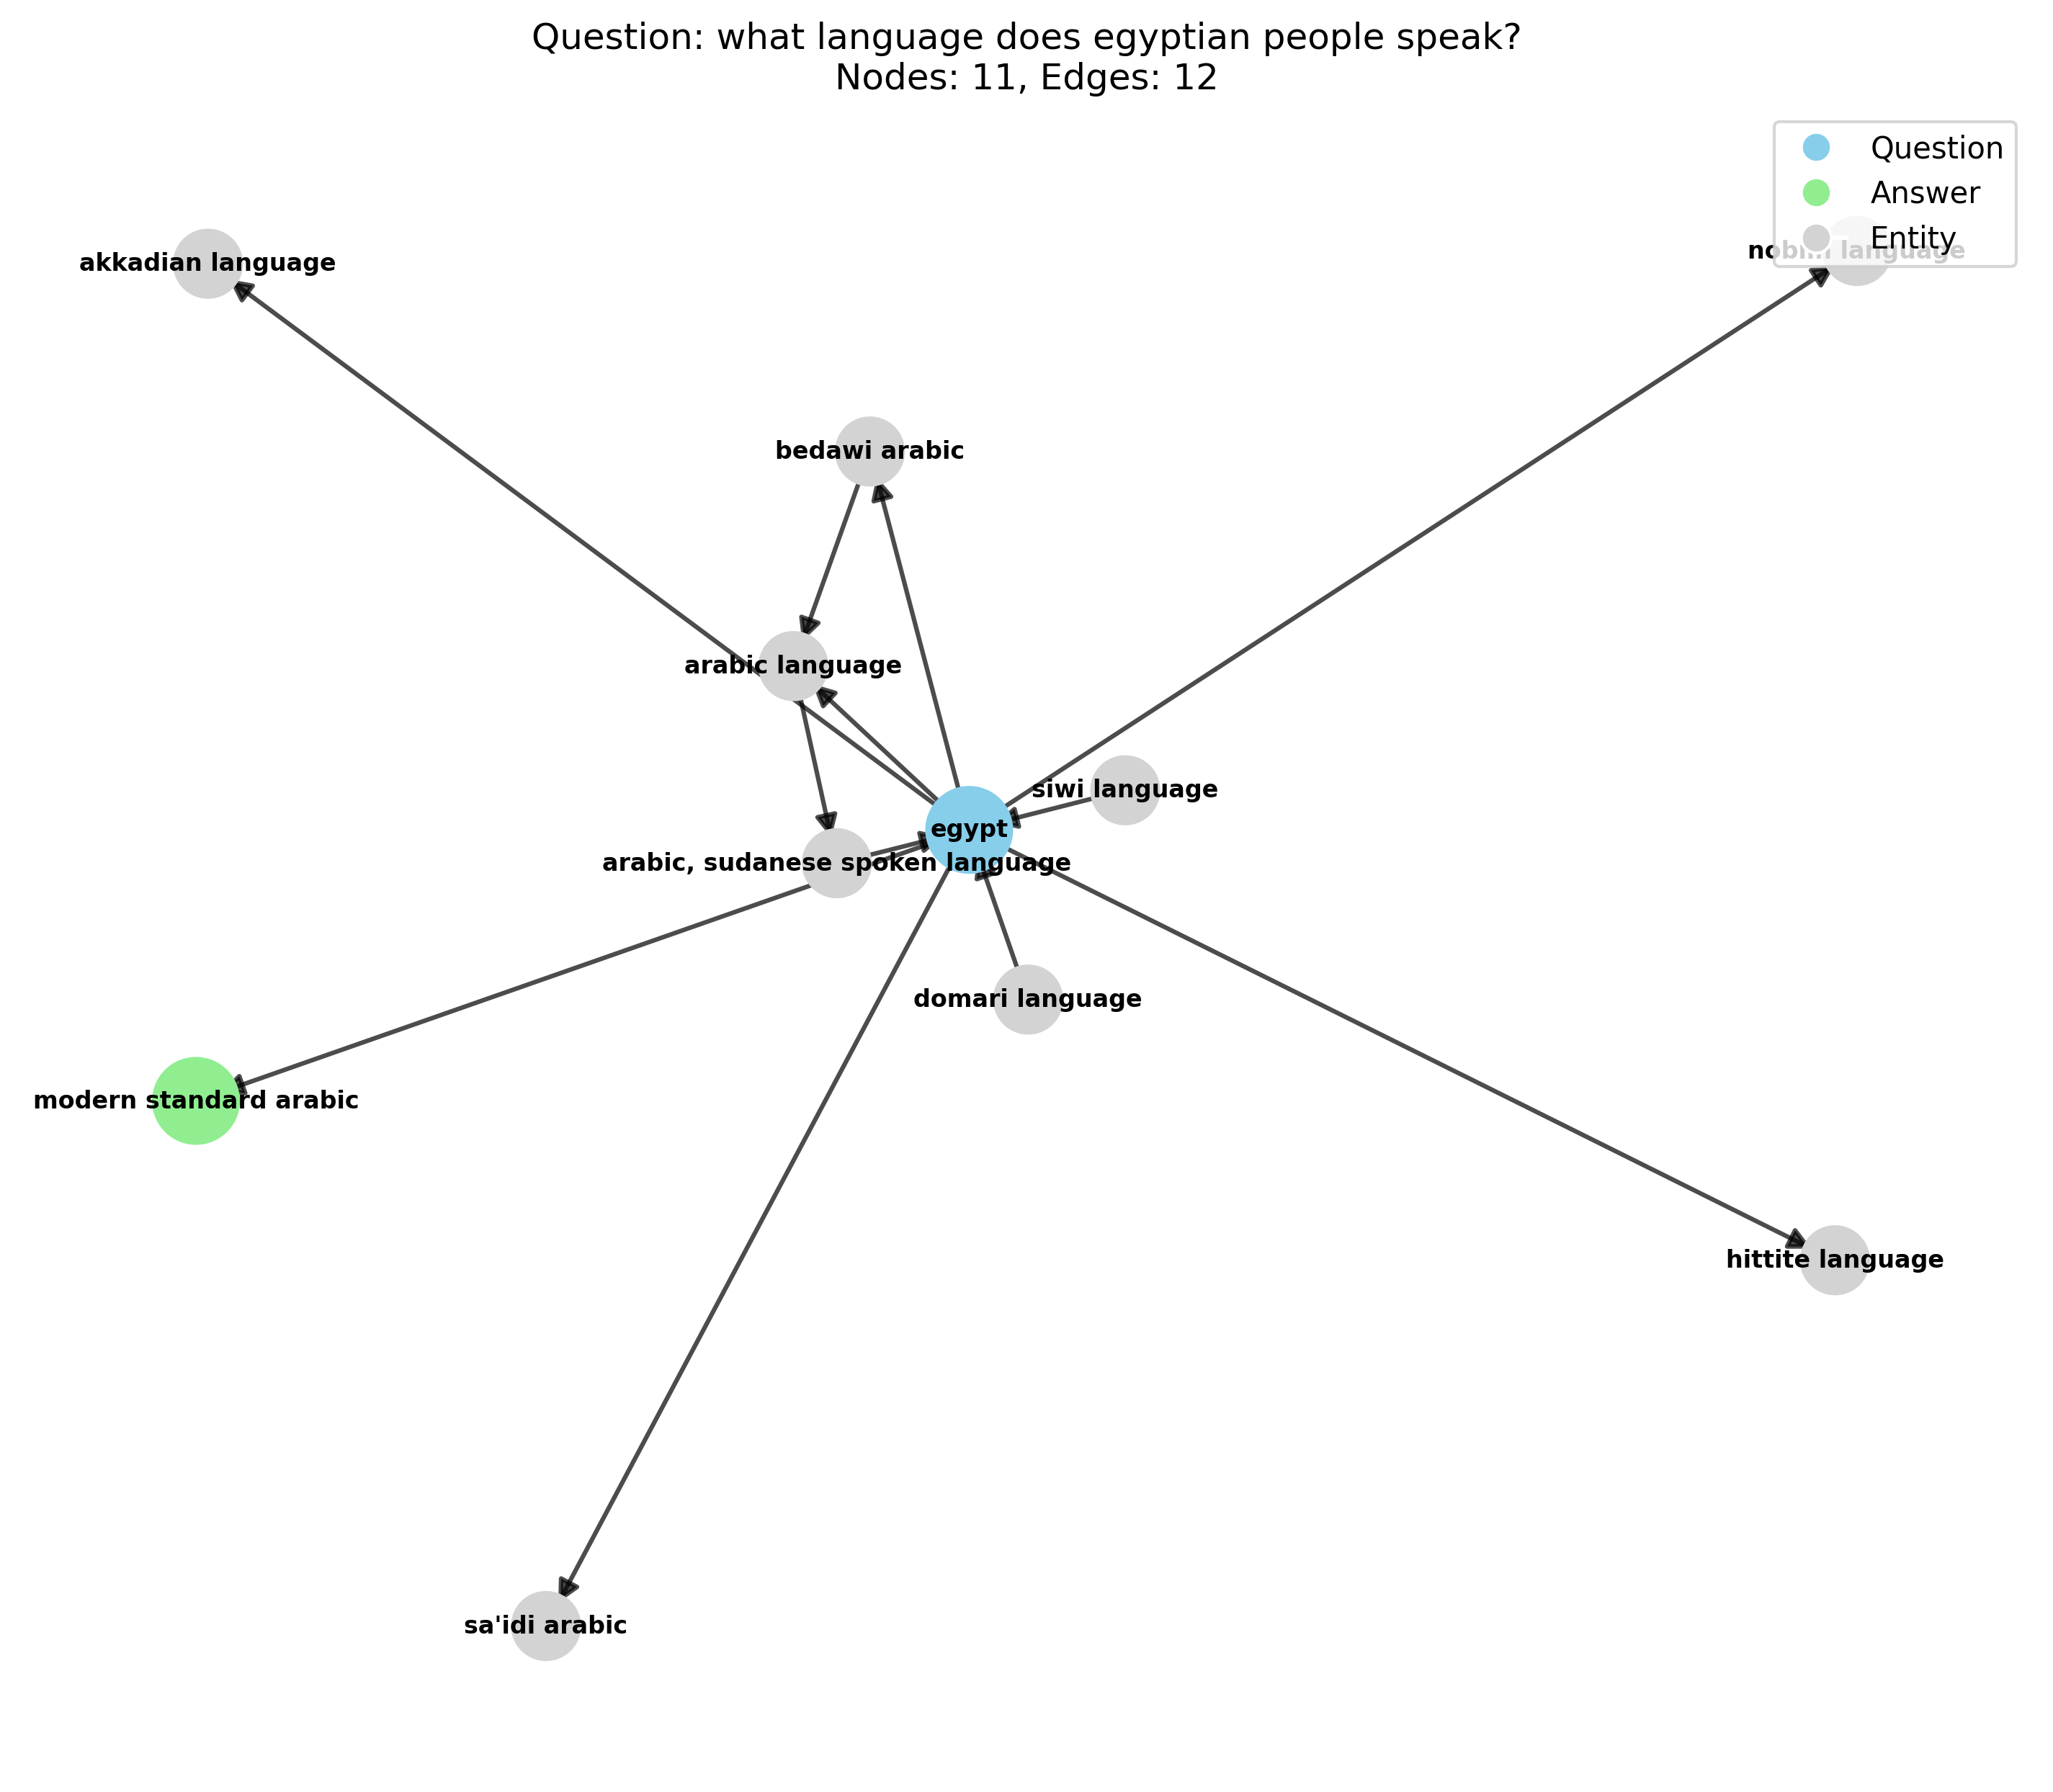 Question: what language does egyptian people speak?
Nodes: 11, Edges: 12
Question
Answer
Entity
akkadian language
language
bedawi arabic
arabic language
siwi language
egypt
arabic, sudanese spoken language
domari language
modern standard arabic
hittite language
sa'idi arabic